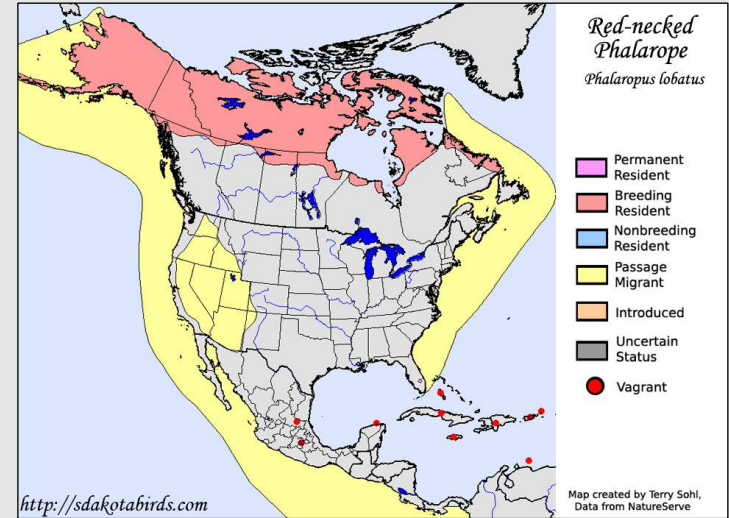 Red-necked
Phalarope
Phalaropus lobatus
Permanent
Resident
Breeding
Resident
Nonbreeding
Resident
Passage
Migrant
Introduced
Uncertain
Status
Vagrant
Map created by Terry Sohl,
Data from NatureServe
http://sdakotabirds.com